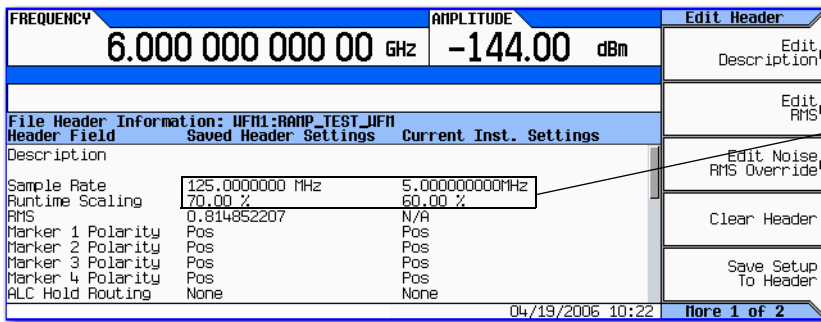 FREQUENCY
6.000 000 000 00 GHz
AMPLITUDE
-144.00 dBm
File Header Information: WFM1:RAMP_TEST_WFM
Header Field Saved Header Settings Current Inst. Settings
Description
Sample Rate 125.0000000 MHz 5.000000000MHz
Runtime Scaling 70.00 % 60.00 %
RMS 0.814852207 N/A
Marker 1 Polarity Pos Pos
Marker 2 Polarity Pos Pos
Marker 3 Polarity Pos Pos
Marker 4 Polarity Pos Pos
ALC Hold Routing None None
04/19/2006 10:22
Edit Header
Edit
Description
Edit
RMS
Edit Noise
RMS Override
Clear Header
Save Setup
To Header
More 1 of 2